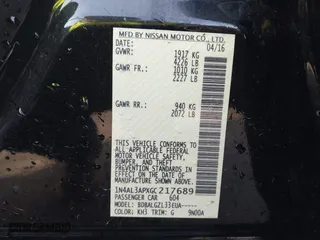 MFD BY NISSAN MOTOR CO., LTD.
DATE: 04/16
GVWR: 1917 KG
4226 LB
GAWR FR.: 1010 KG
2227 LB
GAWR RR.: 940 KG
2072 LB
THIS VEHICLE CONFORMS TO
ALL APPLICABLE FEDERAL
MOTOR VEHICLE SAFETY, BUMPER,
AND THEFT PREVENTION
STANDARDS IN EFFECT ON THE
DATE OF MANUFACTURE
SHOWN ABOVE.
1N4AL3APXGC217689
PASSENGER CAR 604
MODEL:
COLOR: KH3 TRIM: G 9N00A